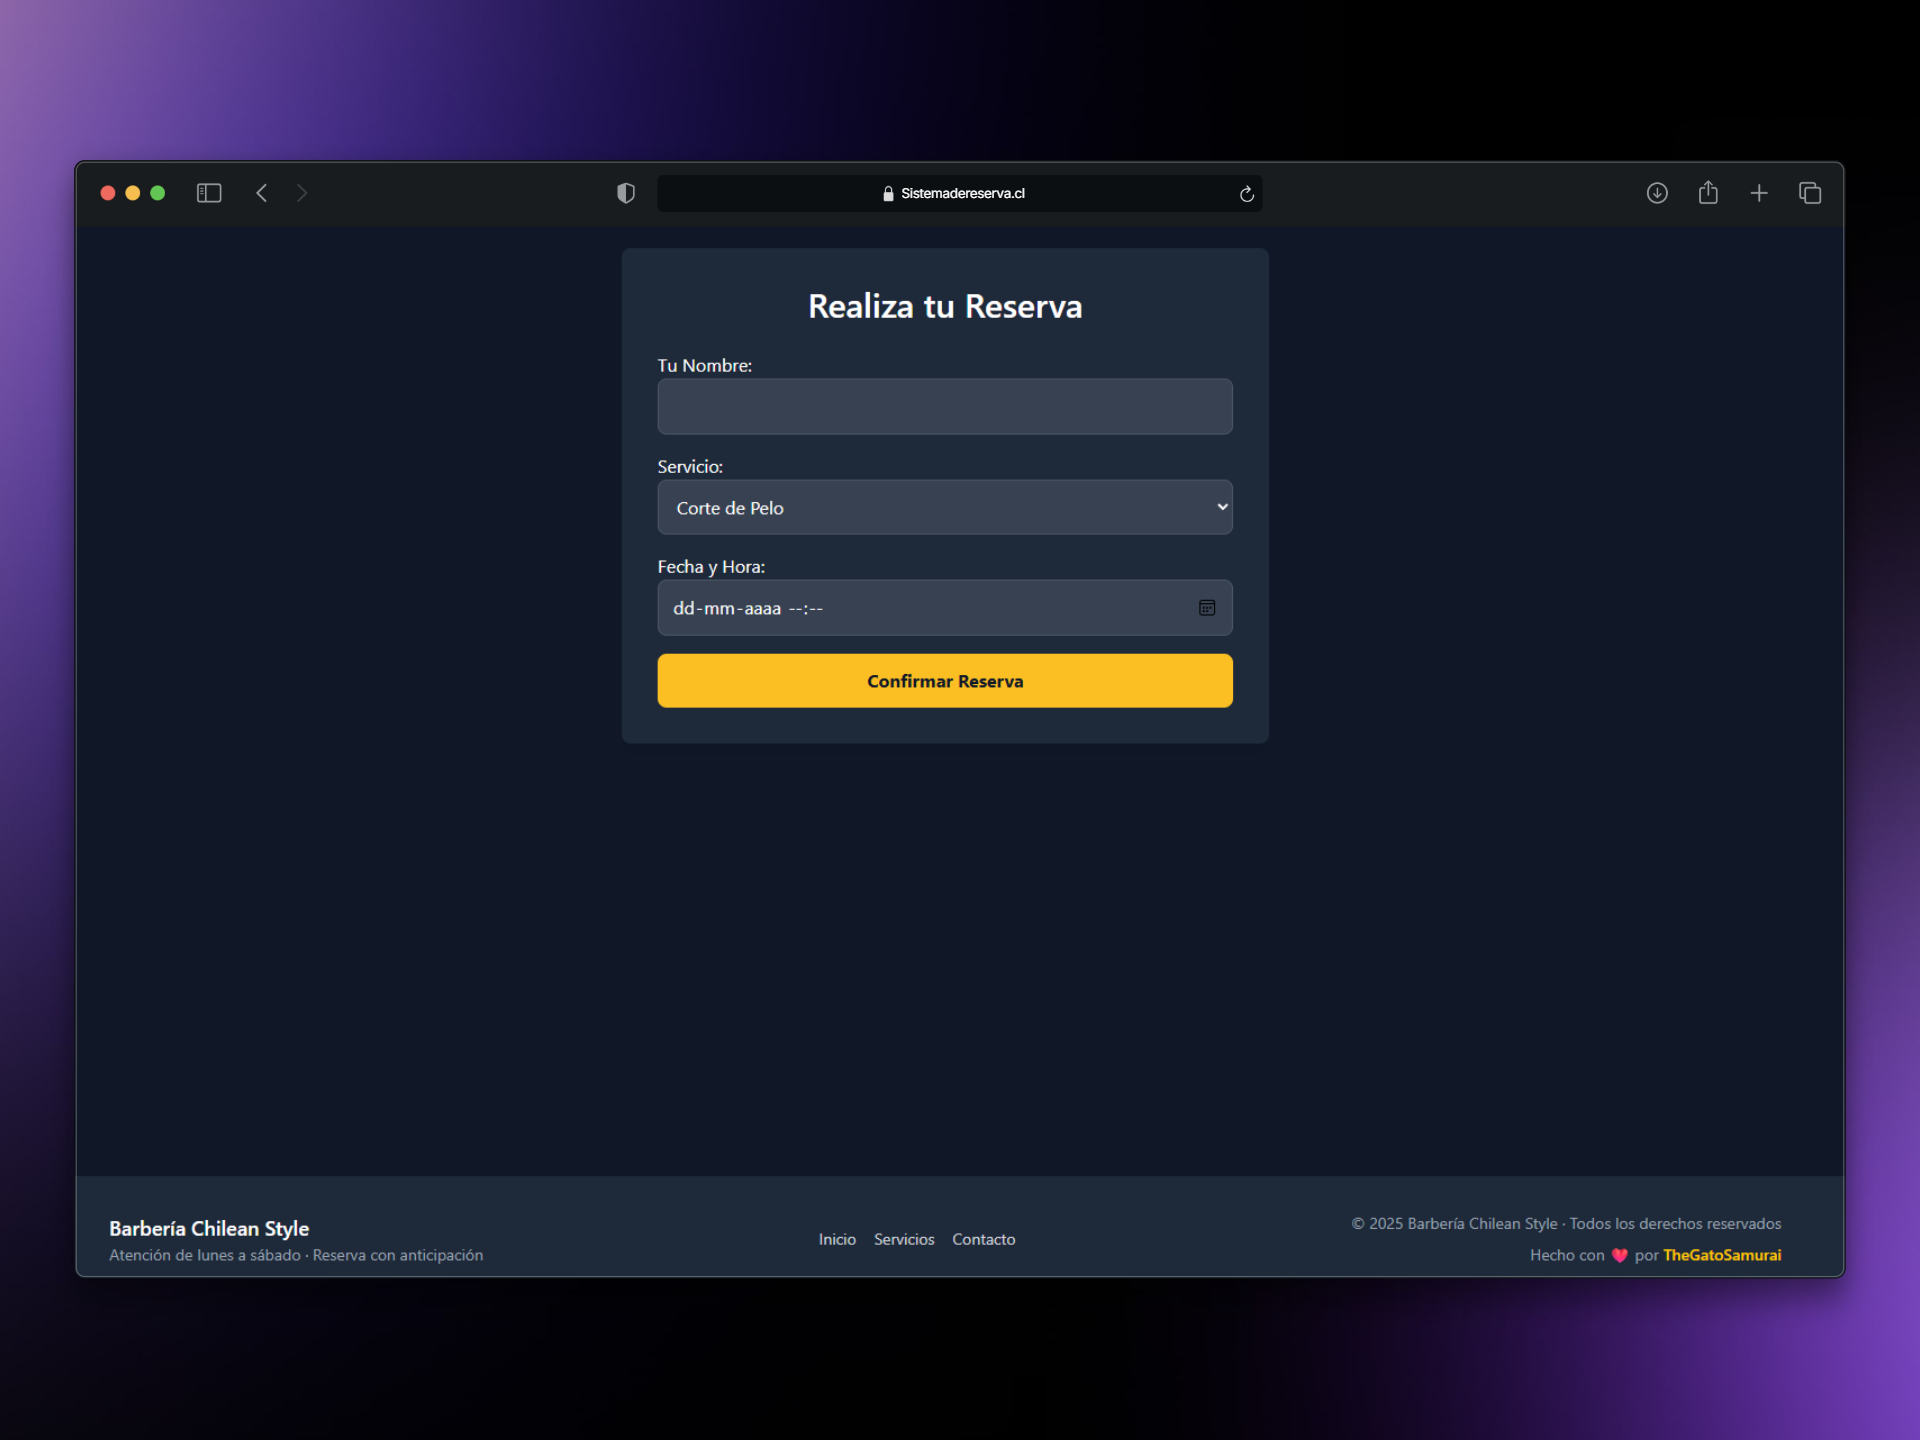 Sistemadereserva.cl
Realiza tu Reserva
Tu Nombre:
Servicio:
Corte de Pelo
Fecha y Hora:
dd-mm-aaaa --:--
Confirmar Reserva
Barbería Chilean Style
Atención de lunes a sábado · Reserva con anticipación
Inicio Servicios Contacto
© 2025 Barbería Chilean Style · Todos los derechos reservados
Hecho con ❤️ por TheGatoSamurai